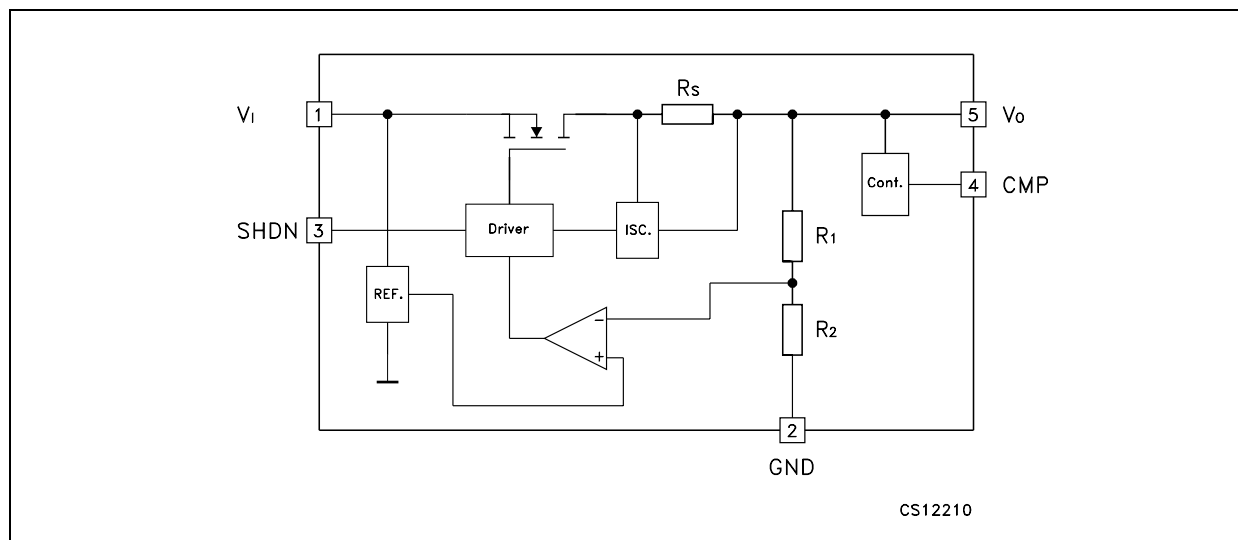 Rs
VI 1 5 VO
Cont. 4 CMP
SHDN 3 Driver ISC. R1
REF.
− R2
+
2
GND
CS12210